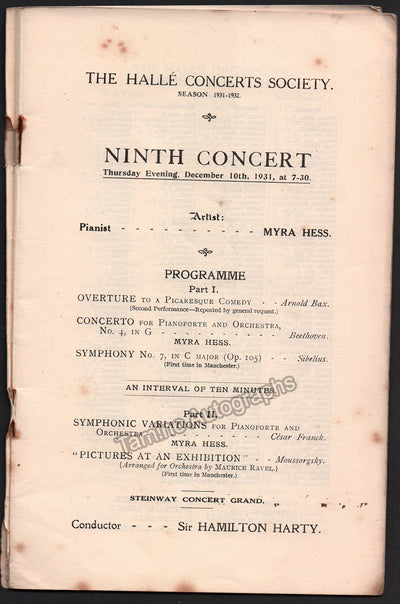 THE HALLÉ CONCERTS SOCIETY.
SEASON 1931-1932.
NINTH CONCERT
Thursday Evening, December 10th, 1931, at 7-30.
Artist:
Pianist - - - - - - - - - - MYRA HESS.
PROGRAMME
Part I.
OVERTURE TO A PICARESQUE COMEDY - - Arnold Bax.
(Second Performance—Repeated by general request.)
CONCERTO FOR PIANOFORTE AND ORCHESTRA,
No. 4, IN G - - - - - - - - - Beethoven.
MYRA HESS.
SYMPHONY No. 7, IN C MAJOR (Op. 105) - - Sibelius.
(First time in Manchester.)
AN INTERVAL OF TEN MINUTES.
Tamino Autographs
Part II.
SYMPHONIC VARIATIONS FOR PIANOFORTE AND
ORCHESTRA - - - - - - - - César Franck.
MYRA HESS.
"PICTURES AT AN EXHIBITION" - - Moussorgsky.
(Arranged for Orchestra by MAURICE RAVEL.)
(First time in Manchester.)
STEINWAY CONCERT GRAND.
Conductor - - - Sir HAMILTON HARTY.